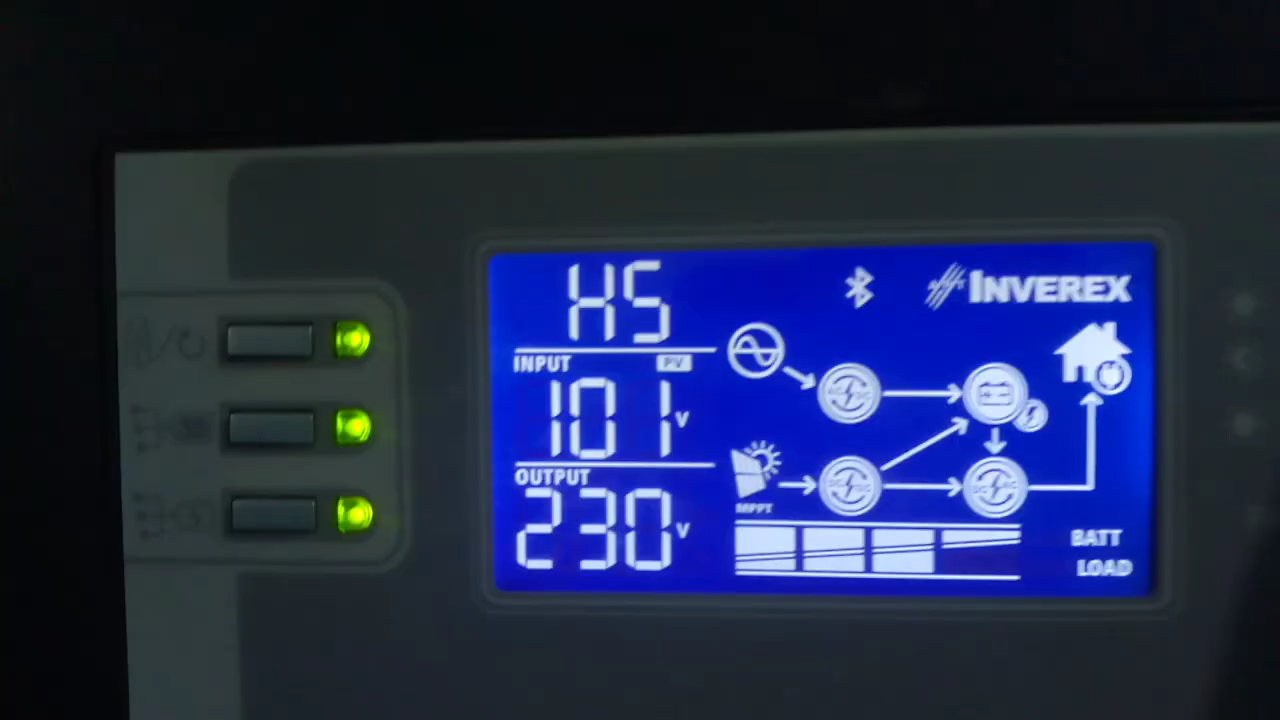 HS
INVEREX
INPUT PV
101 V
OUTPUT
230 V
MPPT
BATT
LOAD